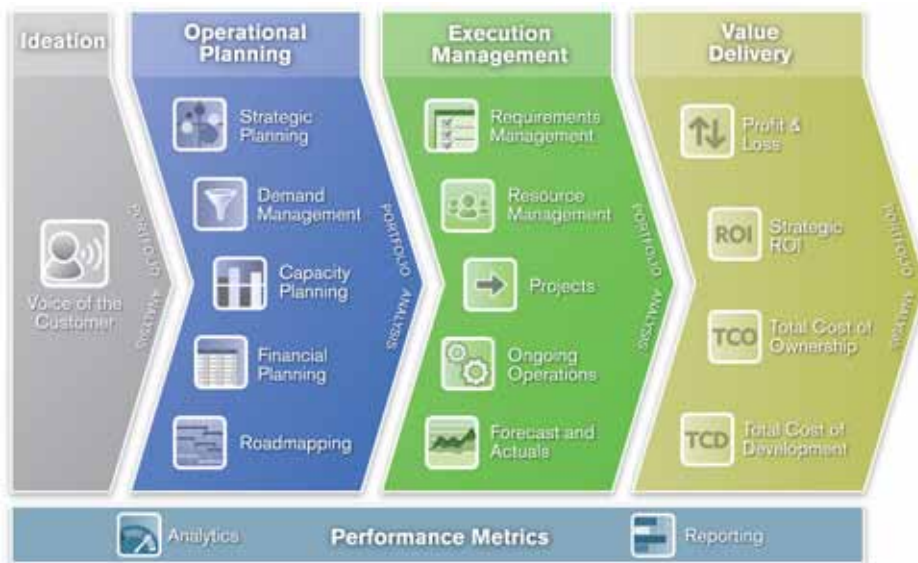 Ideation
Voice of the
Customer
PORTFOLIO ANALYSIS
Operational
Planning
Strategic
Planning
Demand
Management
Capacity
Planning
Financial
Planning
Roadmapping
PORTFOLIO ANALYSIS
Execution
Management
Requirements
Management
Resource
Management
Projects
Ongoing
Operations
Forecast and
Actuals
PORTFOLIO ANALYSIS
Value
Delivery
Profit &
Loss
ROI
Strategic
ROI
TCO
Total Cost of
Ownership
TCD
Total Cost of
Development
PORTFOLIO ANALYSIS
Analytics
Performance Metrics
Reporting